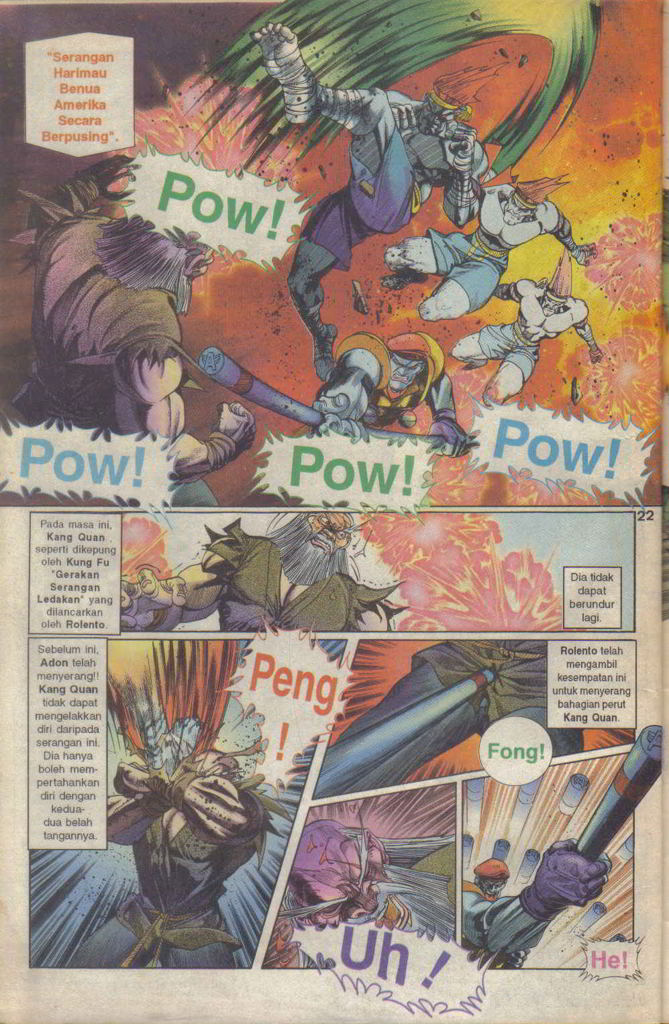 "Serangan
Harimau
Benua
Amerika
Secara
Berpusing".
Pow!
Pow!
Pow!
Pow!
22
Pada masa ini,
Kang Quan
seperti dikepung
oleh Kung Fu
"Gerakan
Serangan
Ledakan" yang
dilancarkan
oleh Rolento.
Dia tidak
dapat
berundur
lagi.
Sebelum ini,
Adon telah
menyerang!!
Kang Quan
tidak dapat
mengelakkan
diri daripada
serangan ini.
Dia hanya
boleh mem-
pertahankan
diri dengan
kedua-
dua belah
tangannya.
Peng
!
Rolento telah
mengambil
kesempatan ini
untuk menyerang
bahagian perut
Kang Quan.
Fong!
Uh!
He!